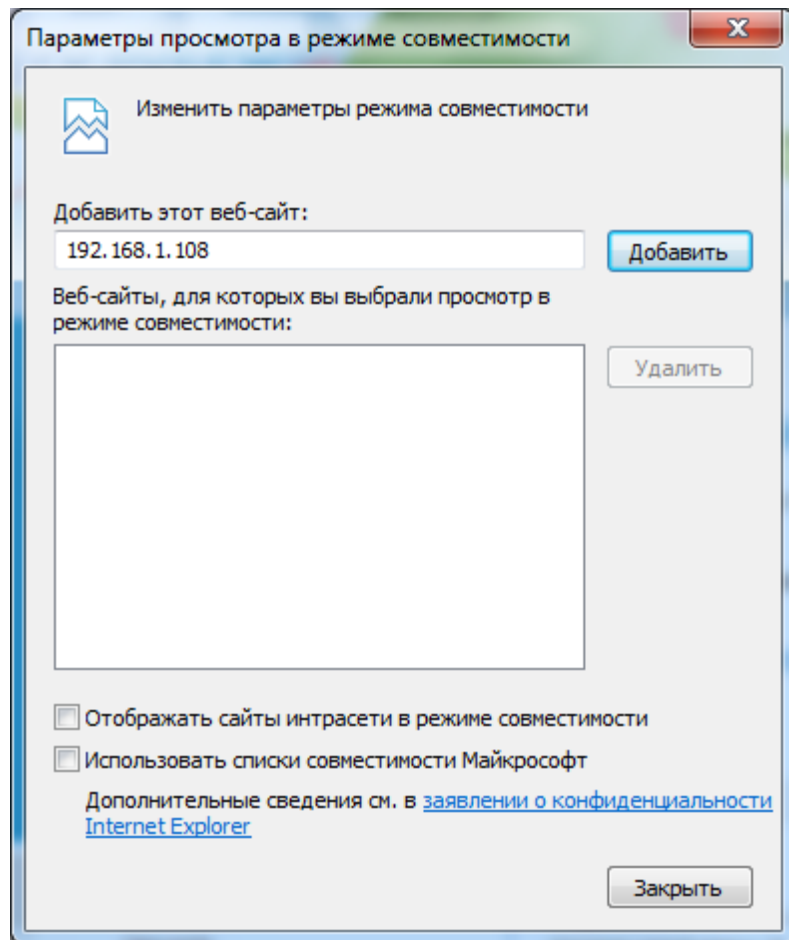 Параметры просмотра в режиме совместимости
Изменить параметры режима совместимости
Добавить этот веб-сайт:
192.168.1.108
Добавить
Веб-сайты, для которых вы выбрали просмотр в
режиме совместимости:
Удалить
Отображать сайты интрасети в режиме совместимости
Использовать списки совместимости Майкрософт
Дополнительные сведения см. в заявлении о конфиденциальности
Internet Explorer
Закрыть